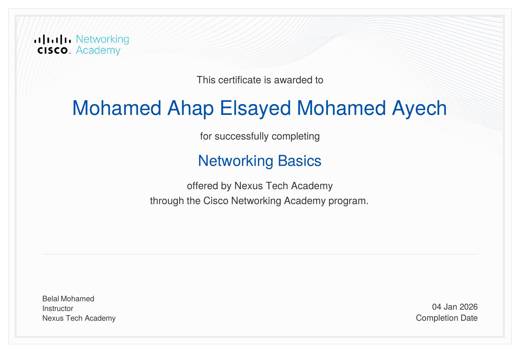 Networking
CISCO. Academy
This certificate is awarded to
Mohamed Ahap Elsayed Mohamed Ayech
for successfully completing
Networking Basics
offered by Nexus Tech Academy
through the Cisco Networking Academy program.
Belal Mohamed
Instructor
Nexus Tech Academy
04 Jan 2026
Completion Date